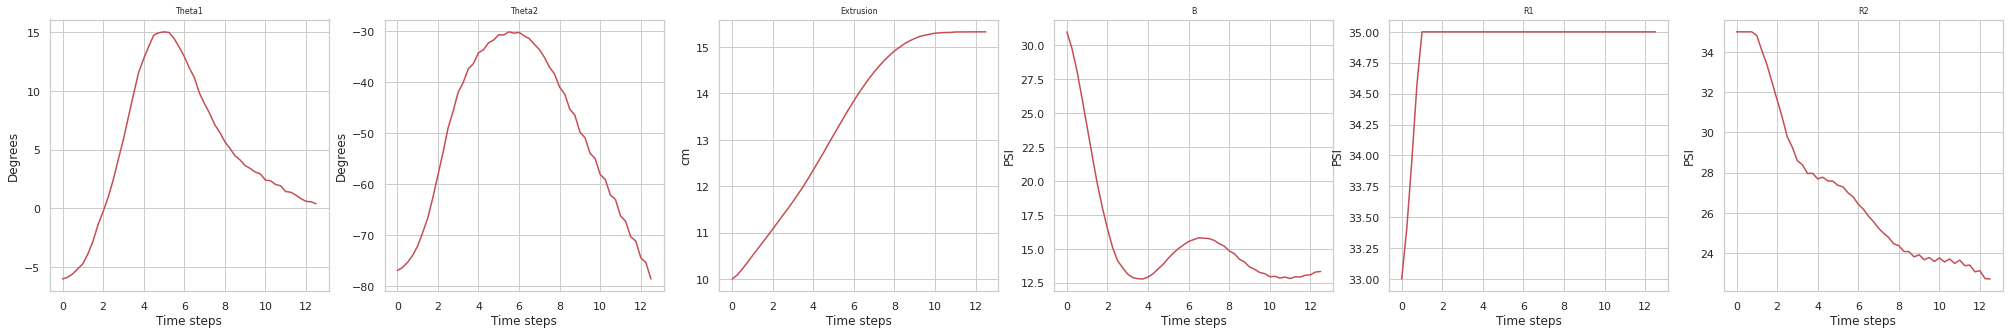 Theta1
Degrees
15
10
5
0
−5
0 2 4 6 8 10 12
Time steps
Theta2
Degrees
−30
−40
−50
−60
−70
−80
0 2 4 6 8 10 12
Time steps
Extrusion
cm
15
14
13
12
11
10
0 2 4 6 8 10 12
Time steps
B
PSI
30.0
27.5
25.0
22.5
20.0
17.5
15.0
12.5
0 2 4 6 8 10 12
Time steps
R1
PSI
35.00
34.75
34.50
34.25
34.00
33.75
33.50
33.25
33.00
0 2 4 6 8 10 12
Time steps
R2
PSI
34
32
30
28
26
24
0 2 4 6 8 10 12
Time steps